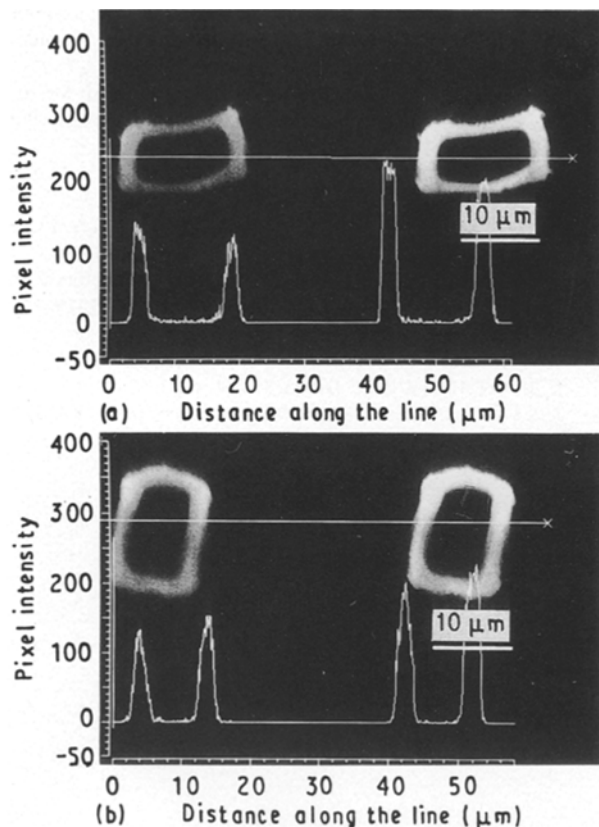 400
300
200
100
0
-50
Pixel intensity
10 μm
0 10 20 30 40 50 60
(a) Distance along the line (μm)
400
300
200
100
0
-50
Pixel intensity
10 μm
0 10 20 30 40 50
(b) Distance along the line (μm)